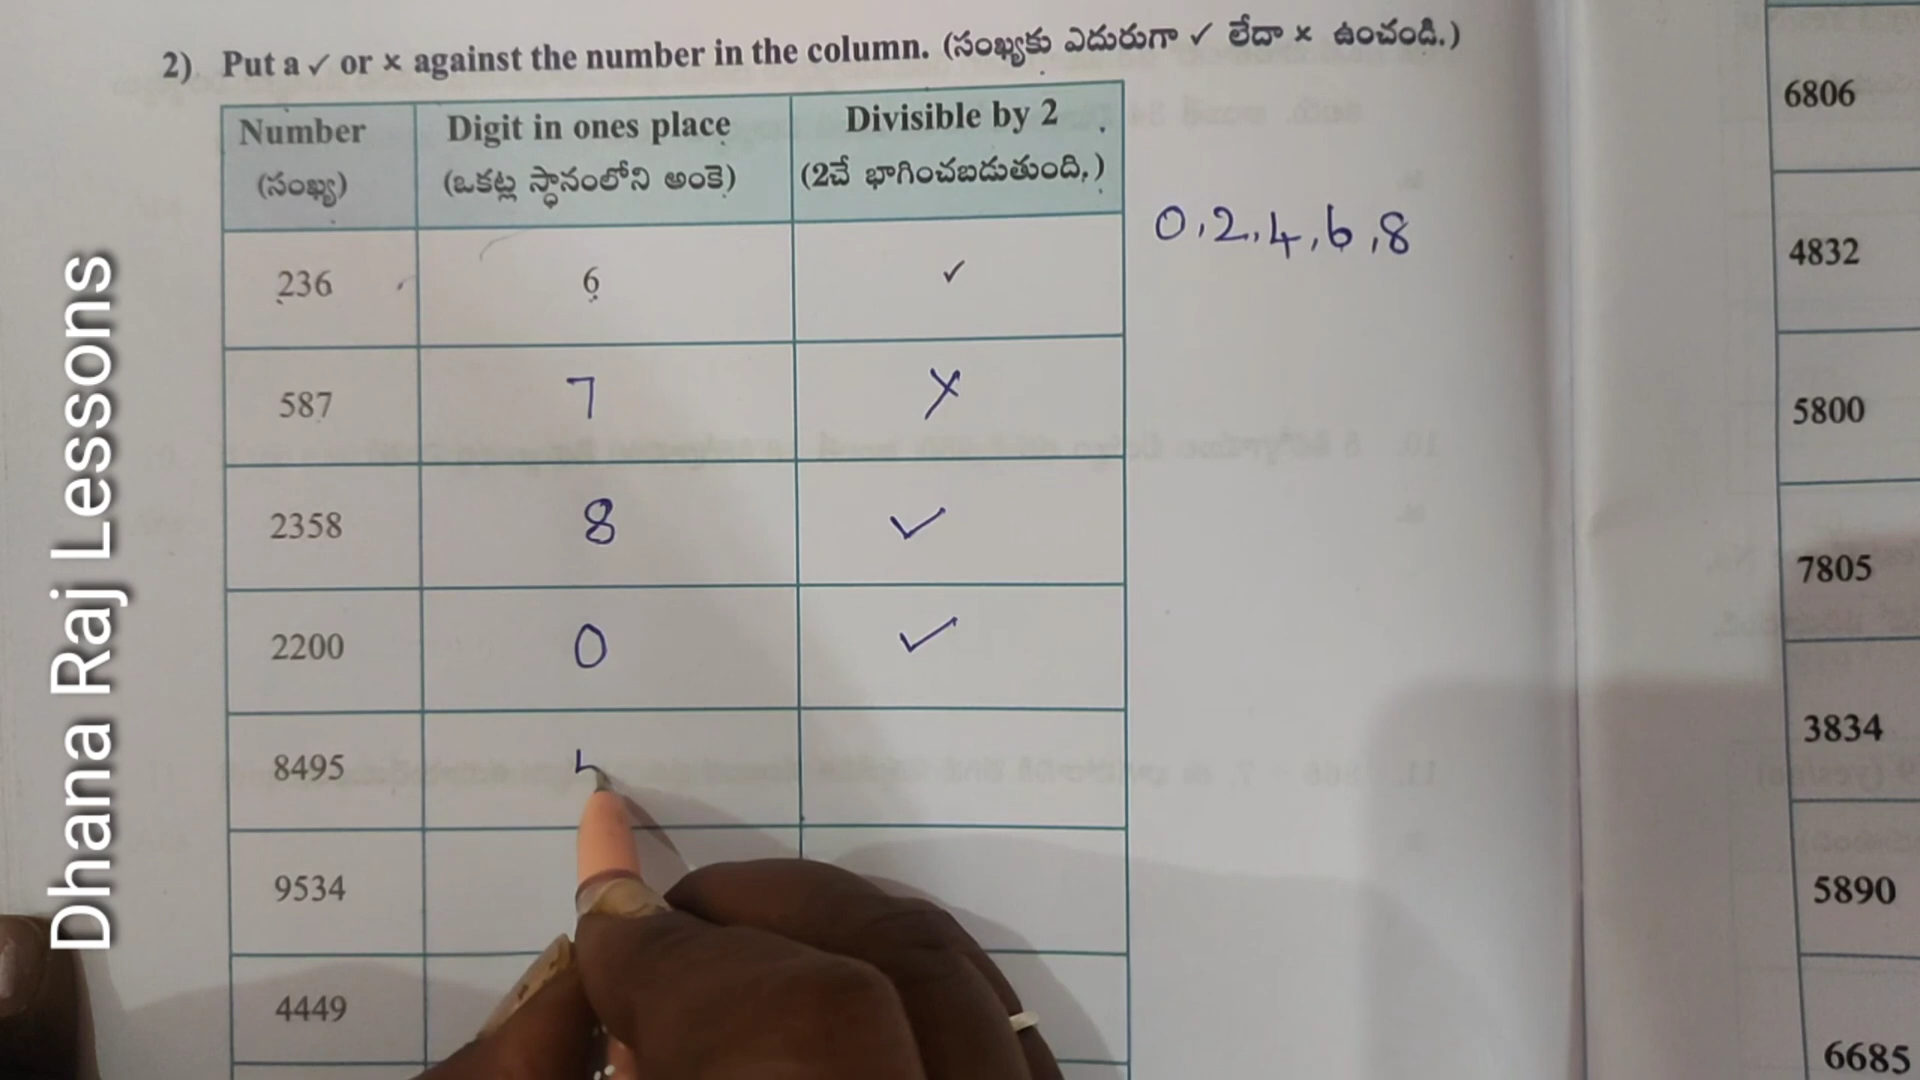 2) Put a ✓ or × against the number in the column. (సంఖ్యకు ఎదురుగా ✓ లేదా × ఉంచండి.)
Number Digit in ones place Divisible by 2
(సంఖ్య) (ఒకట్ల స్థానంలోని అంకె) (2చే భాగించబడుతుంది.)
0, 2, 4, 6, 8
236 6 ✓
587 7 ×
2358 8 ✓
2200 0 ✓
8495
9534
4449
6806
4832
5800
7805
3834
5890
6685
Dhana Raj Lessons